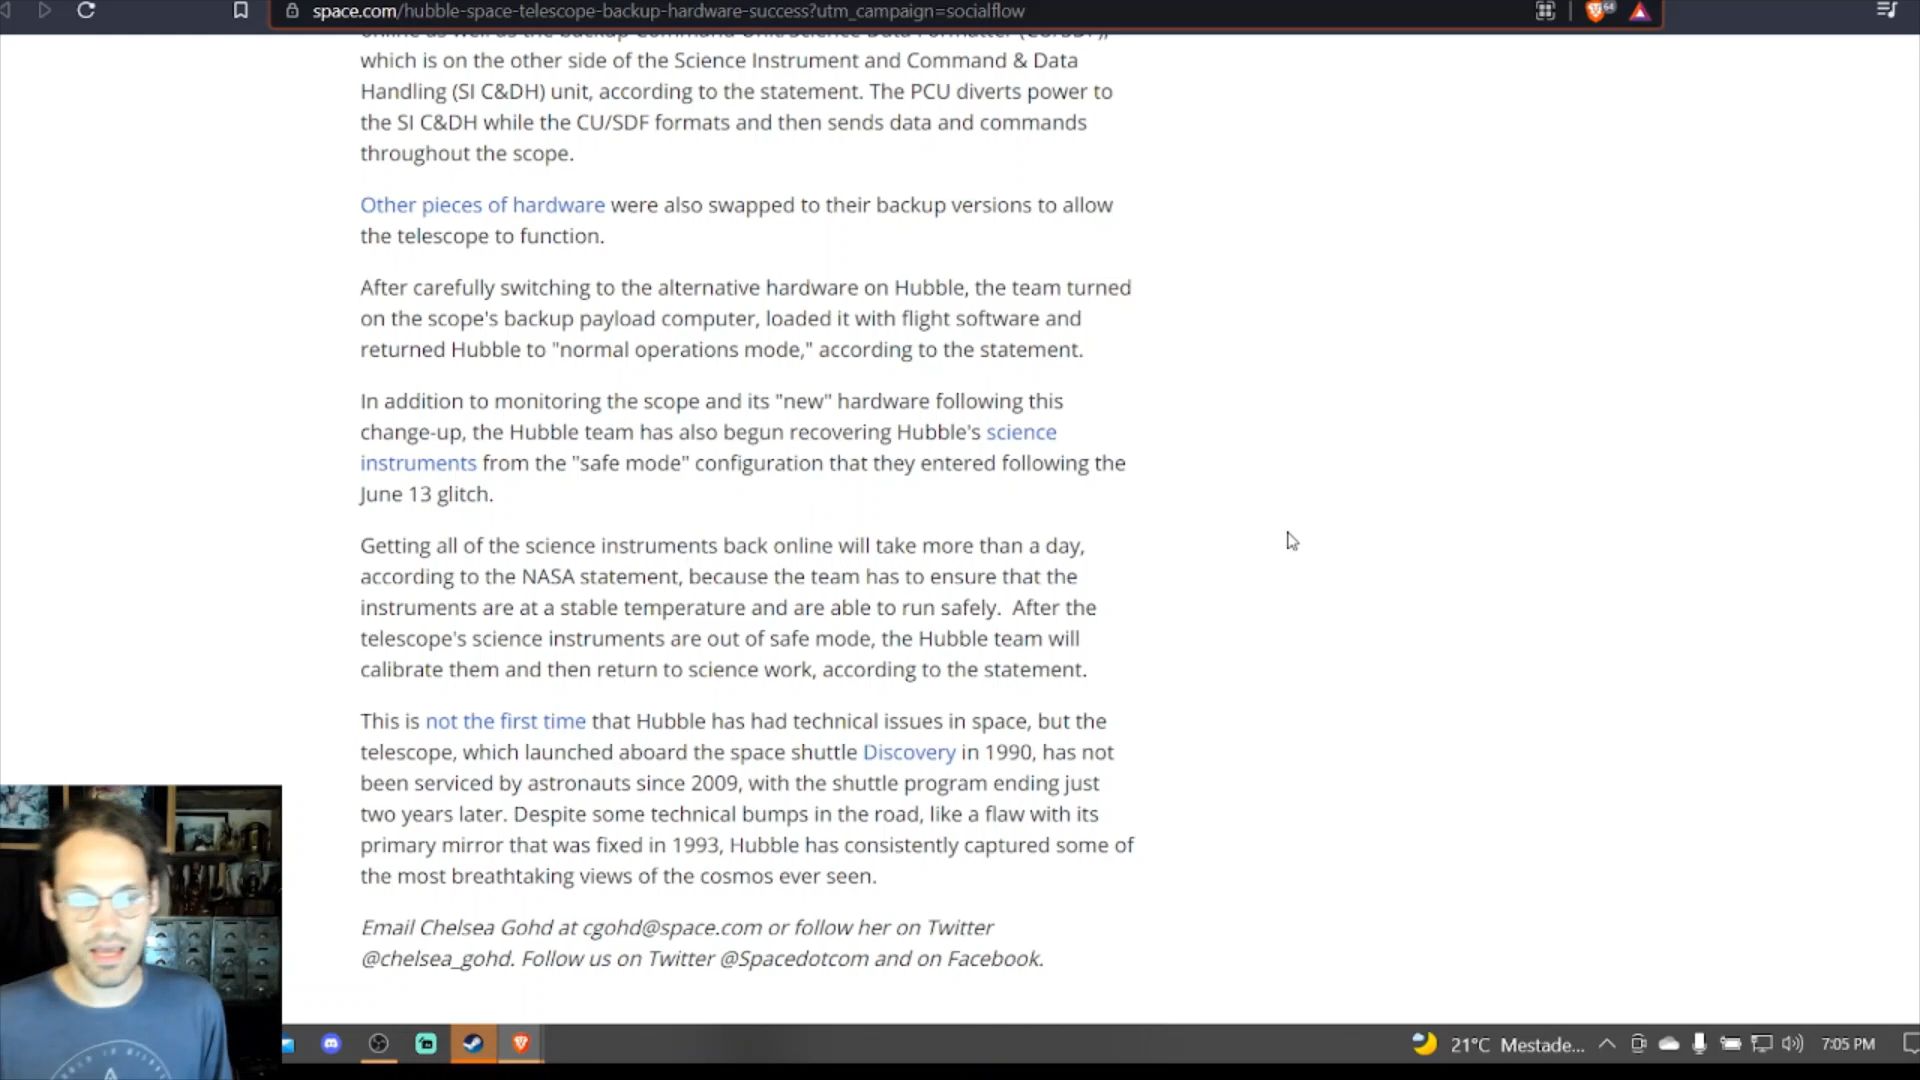 space.com/hubble-space-telescope-backup-hardware-success?utm_campaign=socialflow
online as well as the backup Command Unit/Science Data Formatter (CU/SDF),
which is on the other side of the Science Instrument and Command & Data
Handling (SI C&DH) unit, according to the statement. The PCU diverts power to
the SI C&DH while the CU/SDF formats and then sends data and commands
throughout the scope.
Other pieces of hardware were also swapped to their backup versions to allow
the telescope to function.
After carefully switching to the alternative hardware on Hubble, the team turned
on the scope's backup payload computer, loaded it with flight software and
returned Hubble to "normal operations mode," according to the statement.
In addition to monitoring the scope and its "new" hardware following this
change-up, the Hubble team has also begun recovering Hubble's science
instruments from the "safe mode" configuration that they entered following the
June 13 glitch.
Getting all of the science instruments back online will take more than a day,
according to the NASA statement, because the team has to ensure that the
instruments are at a stable temperature and are able to run safely.  After the
telescope's science instruments are out of safe mode, the Hubble team will
calibrate them and then return to science work, according to the statement.
This is not the first time that Hubble has had technical issues in space, but the
telescope, which launched aboard the space shuttle Discovery in 1990, has not
been serviced by astronauts since 2009, with the shuttle program ending just
two years later. Despite some technical bumps in the road, like a flaw with its
primary mirror that was fixed in 1993, Hubble has consistently captured some of
the most breathtaking views of the cosmos ever seen.
Email Chelsea Gohd at cgohd@space.com or follow her on Twitter
@chelsea_gohd. Follow us on Twitter @Spacedotcom and on Facebook.
21°C Mestade... 7:05 PM